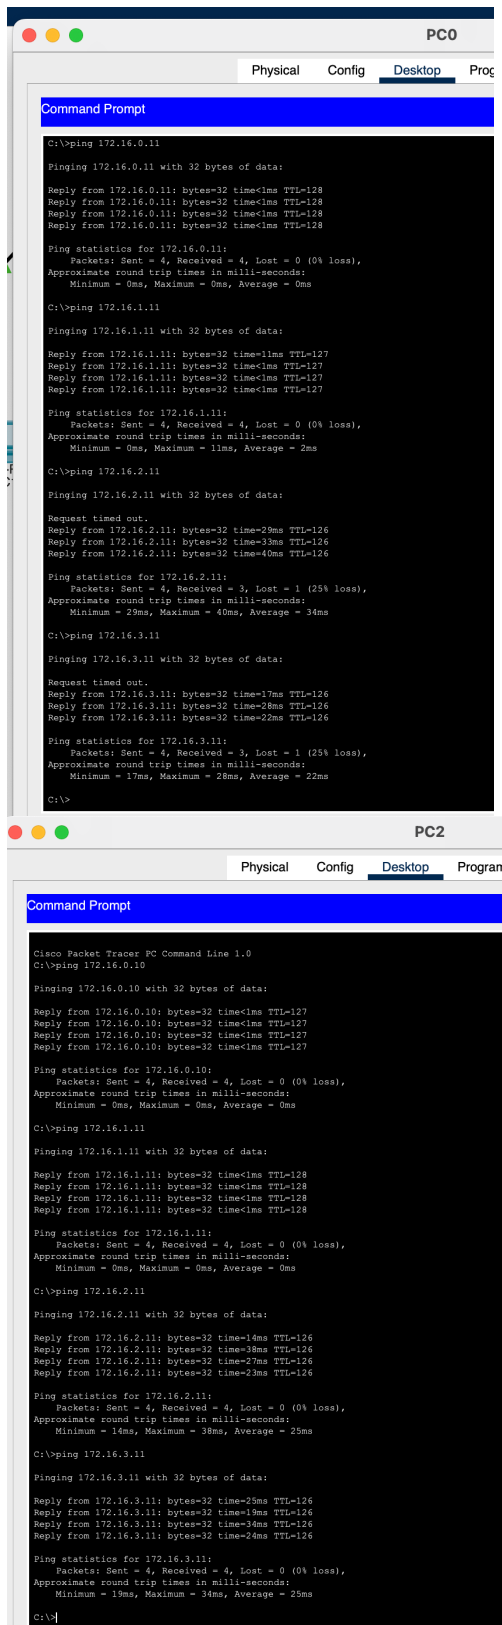 PC0
Physical Config Desktop Prog
Command Prompt
C:\>ping 172.16.0.11
Pinging 172.16.0.11 with 32 bytes of data:
Reply from 172.16.0.11: bytes=32 time<1ms TTL=128
Reply from 172.16.0.11: bytes=32 time<1ms TTL=128
Reply from 172.16.0.11: bytes=32 time<1ms TTL=128
Reply from 172.16.0.11: bytes=32 time<1ms TTL=128
Ping statistics for 172.16.0.11:
Packets: Sent = 4, Received = 4, Lost = 0 (0% loss),
Approximate round trip times in milli-seconds:
Minimum = 0ms, Maximum = 0ms, Average = 0ms
C:\>ping 172.16.1.11
Pinging 172.16.1.11 with 32 bytes of data:
Reply from 172.16.1.11: bytes=32 time=11ms TTL=127
Reply from 172.16.1.11: bytes=32 time<1ms TTL=127
Reply from 172.16.1.11: bytes=32 time<1ms TTL=127
Reply from 172.16.1.11: bytes=32 time<1ms TTL=127
Ping statistics for 172.16.1.11:
Packets: Sent = 4, Received = 4, Lost = 0 (0% loss),
Approximate round trip times in milli-seconds:
Minimum = 0ms, Maximum = 11ms, Average = 2ms
C:\>ping 172.16.2.11
Pinging 172.16.2.11 with 32 bytes of data:
Request timed out.
Reply from 172.16.2.11: bytes=32 time=29ms TTL=126
Reply from 172.16.2.11: bytes=32 time=33ms TTL=126
Reply from 172.16.2.11: bytes=32 time=40ms TTL=126
Ping statistics for 172.16.2.11:
Packets: Sent = 4, Received = 3, Lost = 1 (25% loss),
Approximate round trip times in milli-seconds:
Minimum = 29ms, Maximum = 40ms, Average = 34ms
C:\>ping 172.16.3.11
Pinging 172.16.3.11 with 32 bytes of data:
Request timed out.
Reply from 172.16.3.11: bytes=32 time=17ms TTL=126
Reply from 172.16.3.11: bytes=32 time=28ms TTL=126
Reply from 172.16.3.11: bytes=32 time=22ms TTL=126
Ping statistics for 172.16.3.11:
Packets: Sent = 4, Received = 3, Lost = 1 (25% loss),
Approximate round trip times in milli-seconds:
Minimum = 17ms, Maximum = 28ms, Average = 22ms
C:\>
PC2
Physical Config Desktop Program
Command Prompt
Cisco Packet Tracer PC Command Line 1.0
C:\>ping 172.16.0.10
Pinging 172.16.0.10 with 32 bytes of data:
Reply from 172.16.0.10: bytes=32 time<1ms TTL=127
Reply from 172.16.0.10: bytes=32 time<1ms TTL=127
Reply from 172.16.0.10: bytes=32 time<1ms TTL=127
Reply from 172.16.0.10: bytes=32 time<1ms TTL=127
Ping statistics for 172.16.0.10:
Packets: Sent = 4, Received = 4, Lost = 0 (0% loss),
Approximate round trip times in milli-seconds:
Minimum = 0ms, Maximum = 0ms, Average = 0ms
C:\>ping 172.16.1.11
Pinging 172.16.1.11 with 32 bytes of data:
Reply from 172.16.1.11: bytes=32 time<1ms TTL=128
Reply from 172.16.1.11: bytes=32 time<1ms TTL=128
Reply from 172.16.1.11: bytes=32 time<1ms TTL=128
Reply from 172.16.1.11: bytes=32 time<1ms TTL=128
Ping statistics for 172.16.1.11:
Packets: Sent = 4, Received = 4, Lost = 0 (0% loss),
Approximate round trip times in milli-seconds:
Minimum = 0ms, Maximum = 0ms, Average = 0ms
C:\>ping 172.16.2.11
Pinging 172.16.2.11 with 32 bytes of data:
Reply from 172.16.2.11: bytes=32 time=14ms TTL=126
Reply from 172.16.2.11: bytes=32 time=38ms TTL=126
Reply from 172.16.2.11: bytes=32 time=27ms TTL=126
Reply from 172.16.2.11: bytes=32 time=23ms TTL=126
Ping statistics for 172.16.2.11:
Packets: Sent = 4, Received = 4, Lost = 0 (0% loss),
Approximate round trip times in milli-seconds:
Minimum = 14ms, Maximum = 38ms, Average = 25ms
C:\>ping 172.16.3.11
Pinging 172.16.3.11 with 32 bytes of data:
Reply from 172.16.3.11: bytes=32 time=25ms TTL=126
Reply from 172.16.3.11: bytes=32 time=19ms TTL=126
Reply from 172.16.3.11: bytes=32 time=34ms TTL=126
Reply from 172.16.3.11: bytes=32 time=24ms TTL=126
Ping statistics for 172.16.3.11:
Packets: Sent = 4, Received = 4, Lost = 0 (0% loss),
Approximate round trip times in milli-seconds:
Minimum = 19ms, Maximum = 34ms, Average = 25ms
C:\>